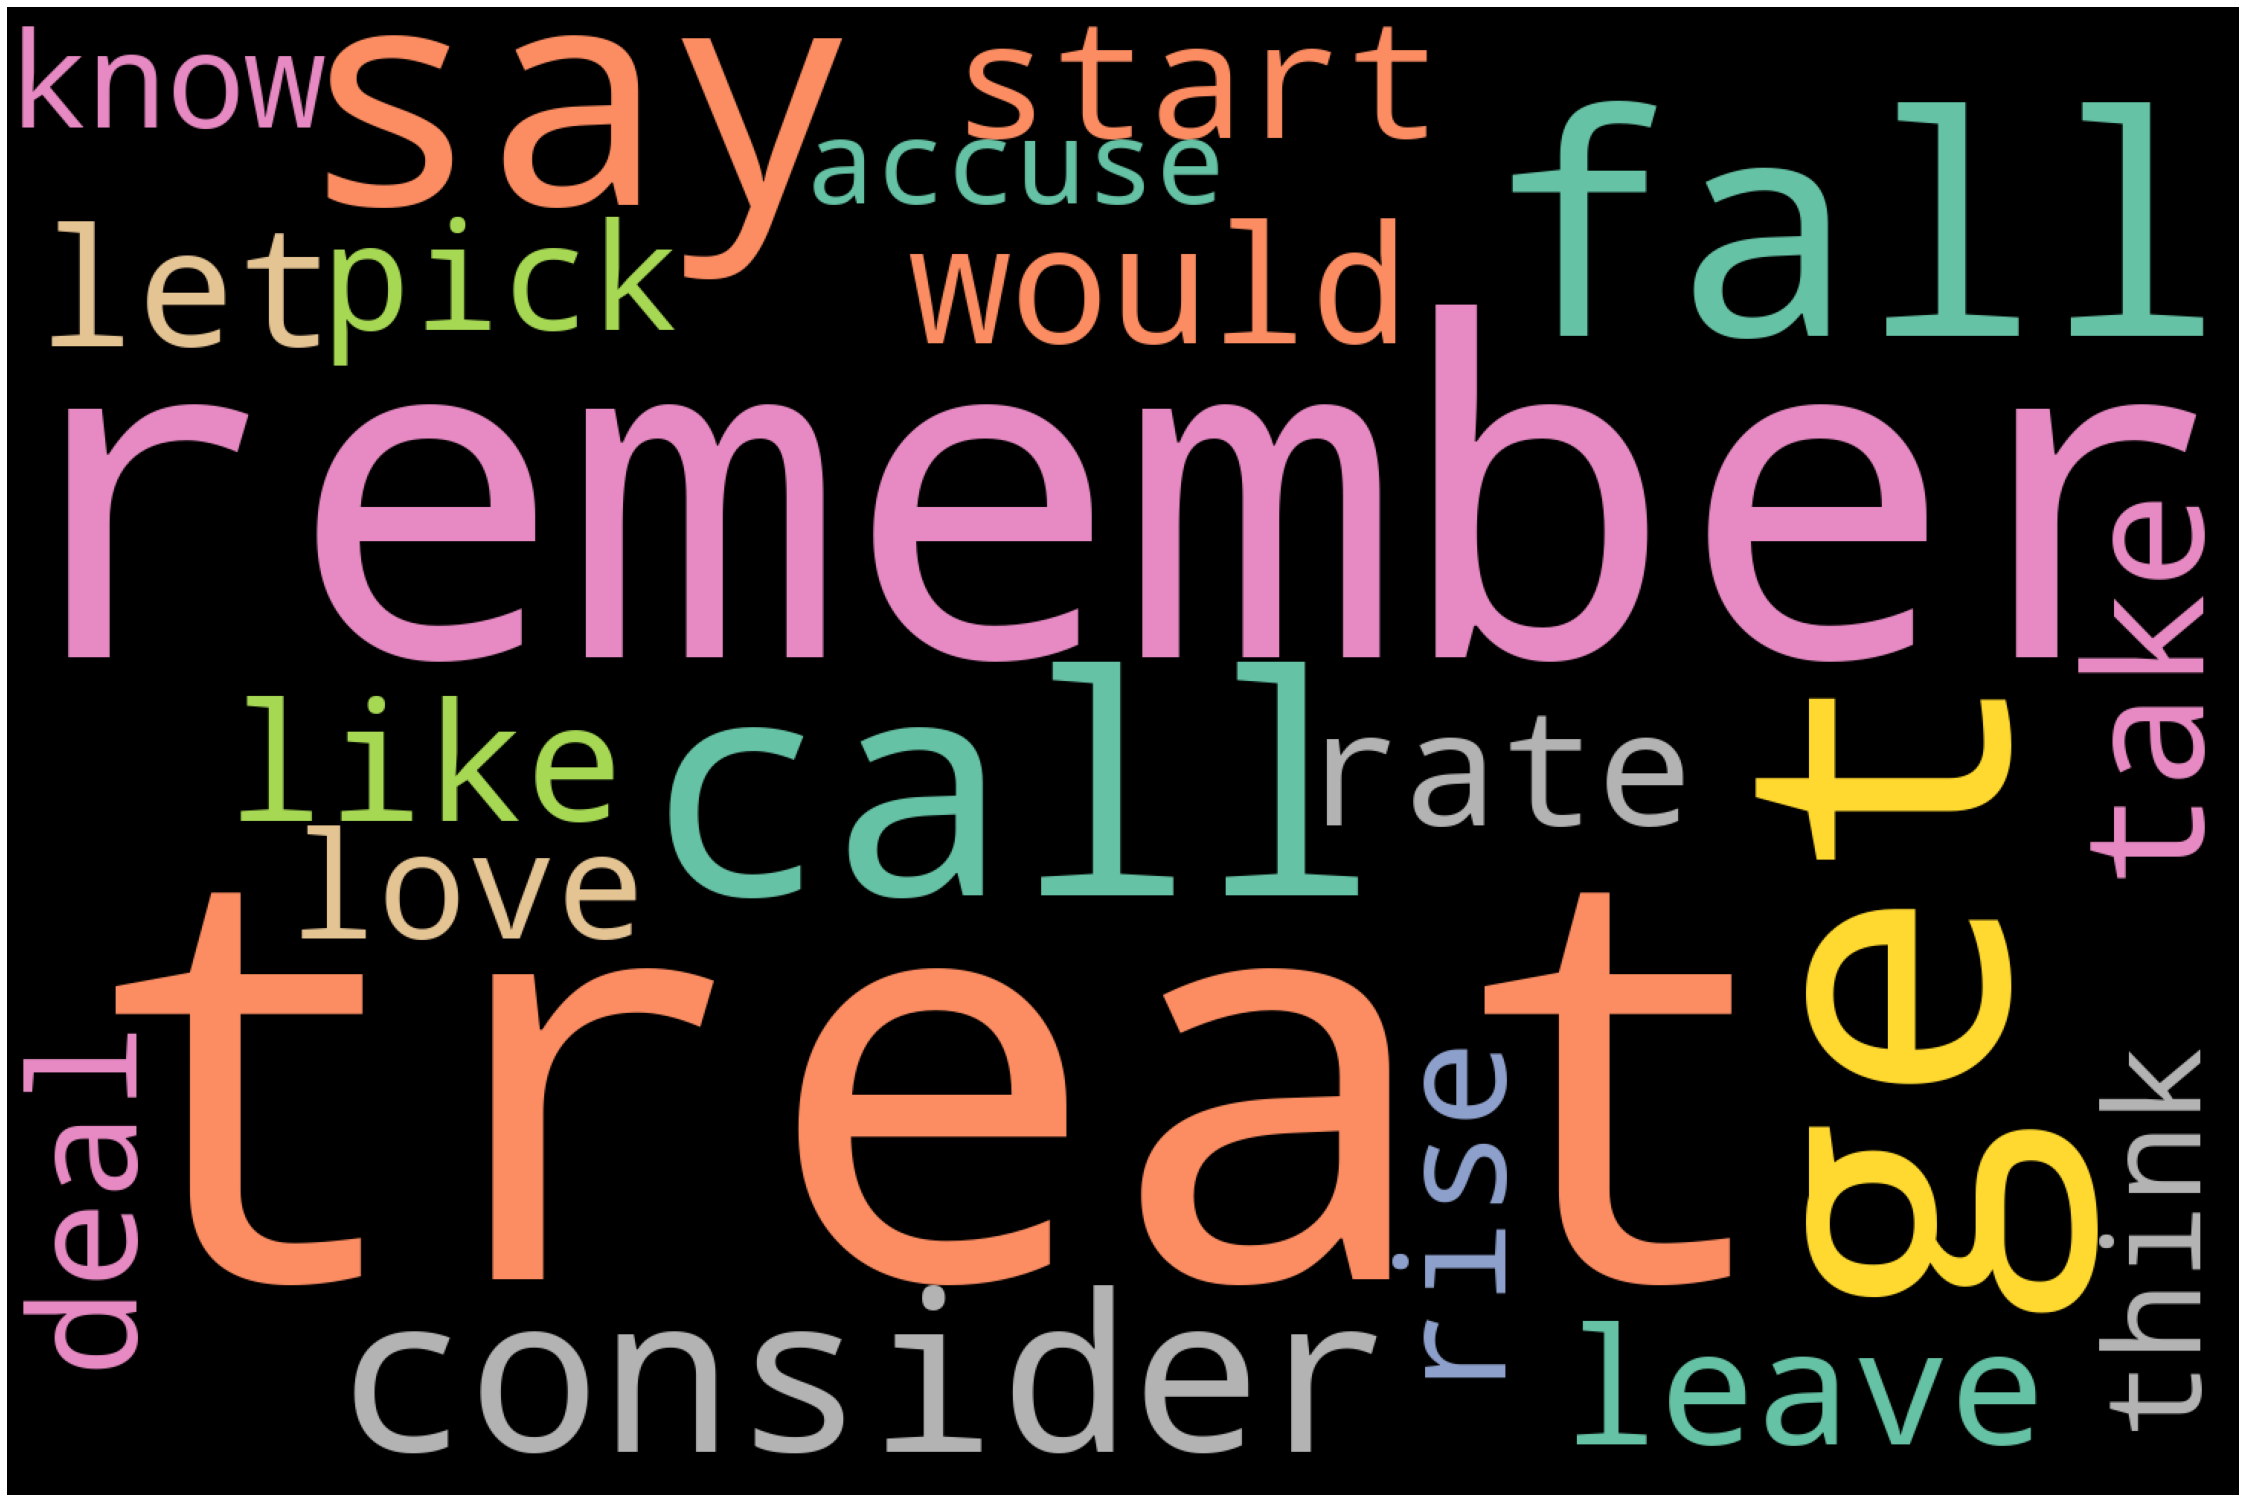 know
say
start
accuse
fall
let
pick
would
remember
take
like
call
rate
get
love
treat
deal
rise
think
consider
leave